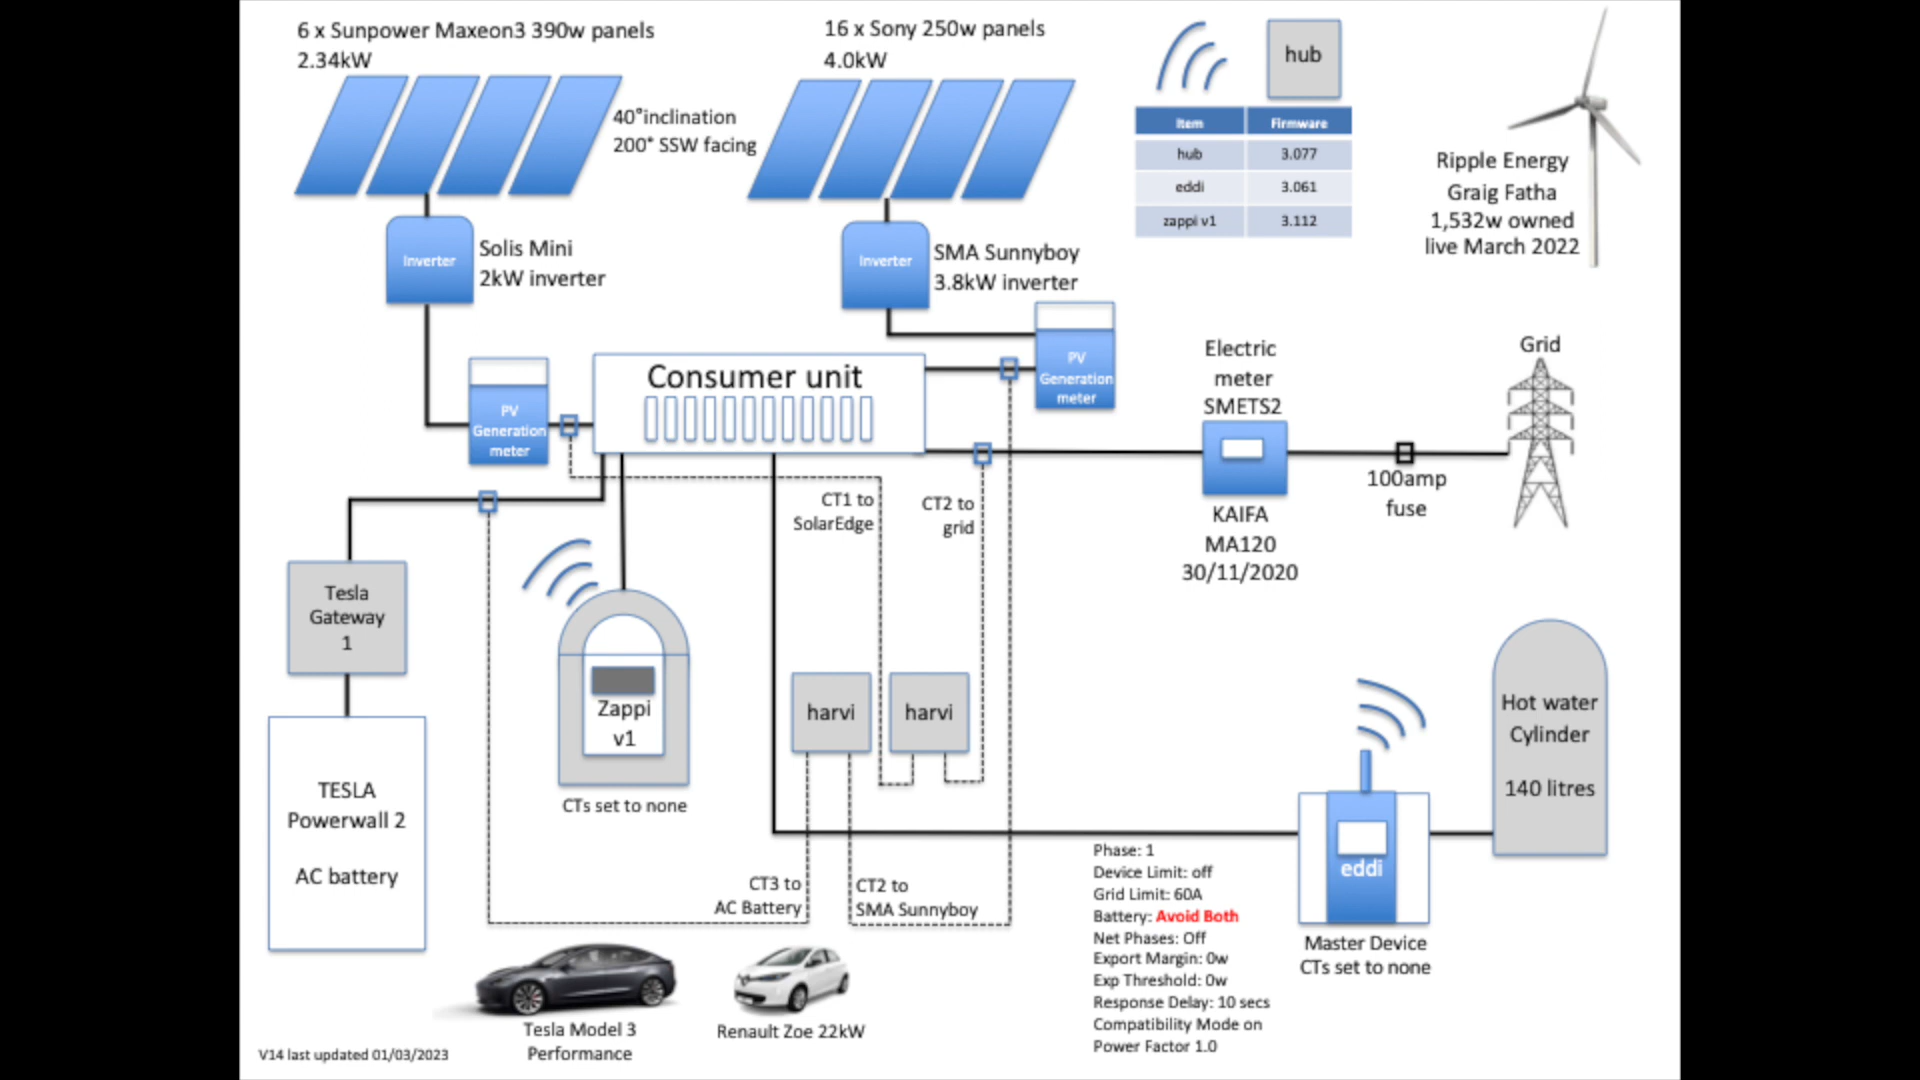 6 x Sunpower Maxeon3 390w panels
2.34kW
40°inclination
200° SSW facing
16 x Sony 250w panels
4.0kW
hub
Item Firmware
hub 3.077
eddi 3.061
zappi v1 3.112
Ripple Energy
Graig Fatha
1,532w owned
live March 2022
Inverter
Solis Mini
2kW inverter
Inverter
SMA Sunnyboy
3.8kW inverter
PV
Generation
meter
Consumer unit
PV
Generation
meter
Electric
meter
SMETS2
KAIFA
MA120
30/11/2020
100amp
fuse
Grid
CT1 to
SolarEdge
CT2 to
grid
Tesla
Gateway
1
TESLA
Powerwall 2
AC battery
Zappi
v1
CTs set to none
harvi
harvi
CT3 to
AC Battery
CT2 to
SMA Sunnyboy
Hot water
Cylinder
140 litres
eddi
Master Device
CTs set to none
Phase: 1
Device Limit: off
Grid Limit: 60A
Battery: Avoid Both
Net Phases: Off
Export Margin: 0w
Exp Threshold: 0w
Response Delay: 10 secs
Compatibility Mode on
Power Factor 1.0
Tesla Model 3
Performance
Renault Zoe 22kW
V14 last updated 01/03/2023